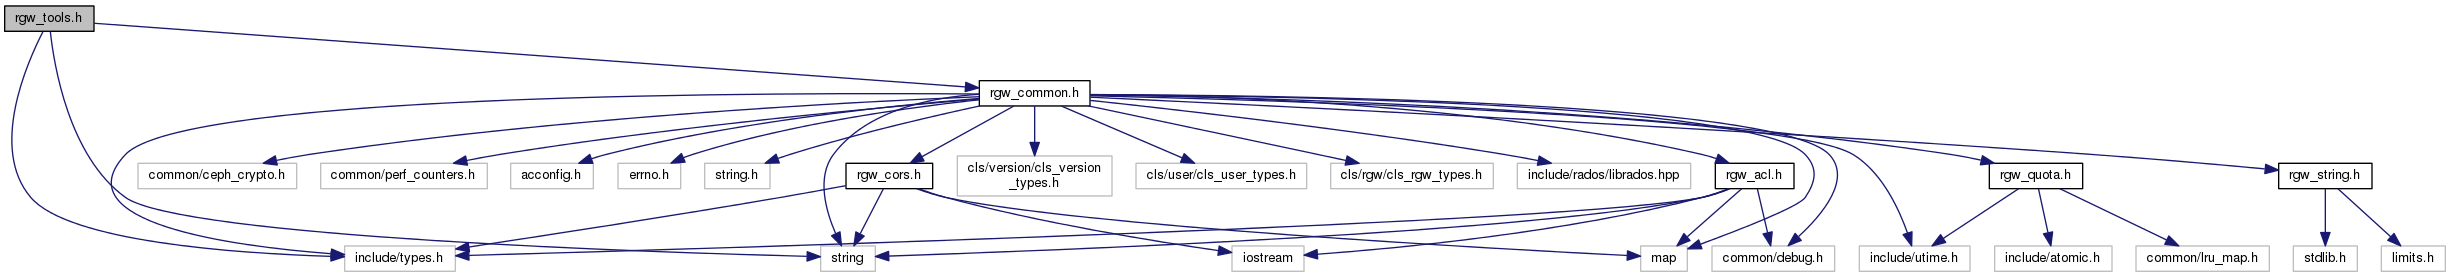 rgw_tools.h
rgw_common.h
common/ceph_crypto.h
common/perf_counters.h
acconfig.h
errno.h
string.h
rgw_cors.h
cls/version/cls_version
_types.h
cls/user/cls_user_types.h
cls/rgw/cls_rgw_types.h
include/rados/librados.hpp
rgw_acl.h
rgw_quota.h
rgw_string.h
include/types.h
string
iostream
map
common/debug.h
include/utime.h
include/atomic.h
common/lru_map.h
stdlib.h
limits.h